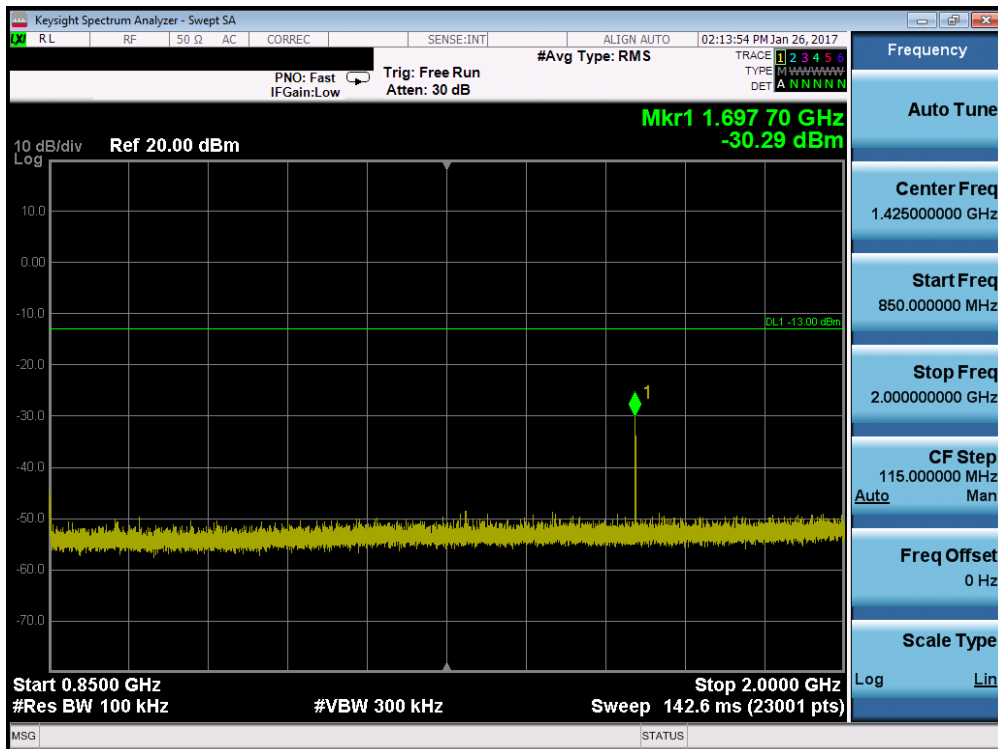 Keysight Spectrum Analyzer - Swept SA
LXI RL RF 50 Ω AC CORREC SENSE:INT ALIGN AUTO 02:13:54 PM Jan 26, 2017
#Avg Type: RMS
TRACE 1 2 3 4 5 6
PNO: Fast Trig: Free Run
TYPE M WWWWW
IFGain:Low Atten: 30 dB
DET A N N N N N
Mkr1 1.697 70 GHz
-30.29 dBm
10 dB/div Ref 20.00 dBm
Log
10.0
0.00
-10.0
DL1 -13.00 dBm
-20.0
1
-30.0
-40.0
-50.0
-60.0
-70.0
Start 0.8500 GHz Stop 2.0000 GHz
#Res BW 100 kHz #VBW 300 kHz Sweep 142.6 ms (23001 pts)
MSG STATUS
Frequency
Auto Tune
Center Freq
1.425000000 GHz
Start Freq
850.000000 MHz
Stop Freq
2.000000000 GHz
CF Step
115.000000 MHz
Auto Man
Freq Offset
0 Hz
Scale Type
Log Lin